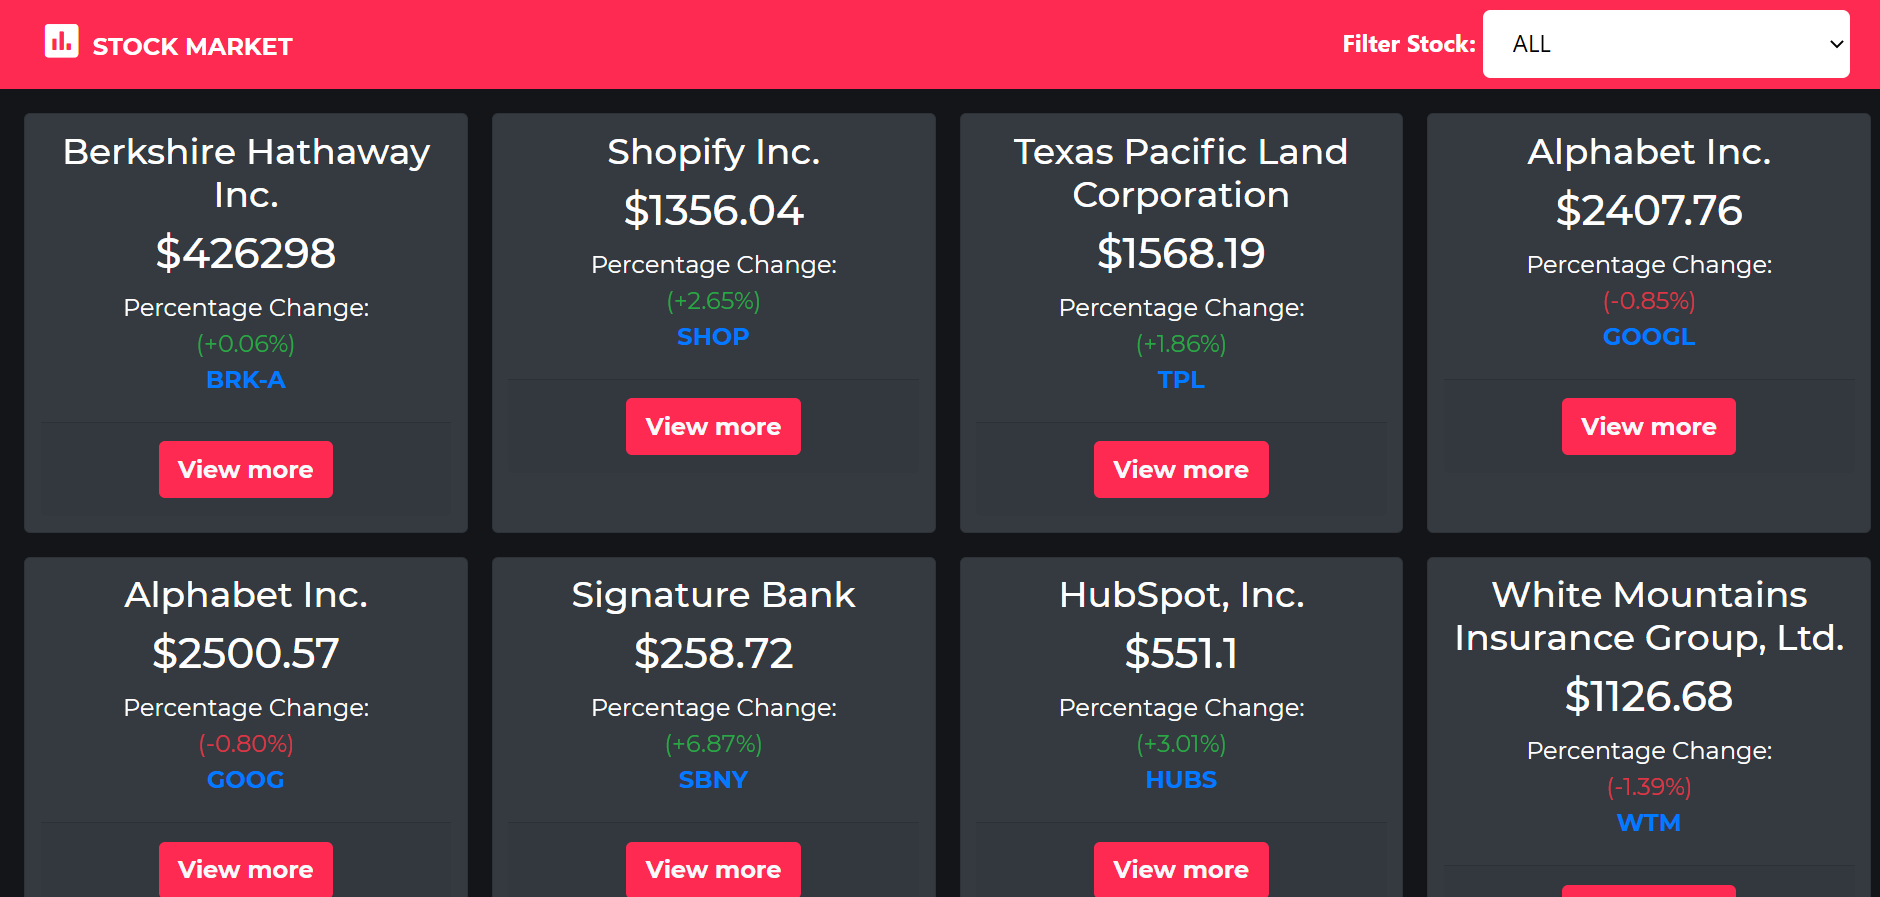 STOCK MARKET
Filter Stock: ALL
Berkshire Hathaway
Inc.
$426298
Percentage Change:
(+0.06%)
BRK-A
View more
Shopify Inc.
$1356.04
Percentage Change:
(+2.65%)
SHOP
View more
Texas Pacific Land
Corporation
$1568.19
Percentage Change:
(+1.86%)
TPL
View more
Alphabet Inc.
$2407.76
Percentage Change:
(-0.85%)
GOOGL
View more
Alphabet Inc.
$2500.57
Percentage Change:
(-0.80%)
GOOG
View more
Signature Bank
$258.72
Percentage Change:
(+6.87%)
SBNY
View more
HubSpot, Inc.
$551.1
Percentage Change:
(+3.01%)
HUBS
View more
White Mountains
Insurance Group, Ltd.
$1126.68
Percentage Change:
(-1.39%)
WTM